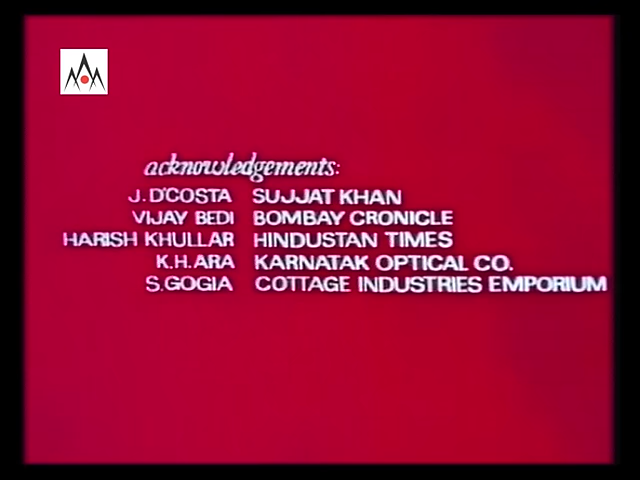 acknowledgements:
J. D'COSTA SUJJAT KHAN
VIJAY BEDI BOMBAY CRONICLE
HARISH KHULLAR HINDUSTAN TIMES
K.H.ARA KARNATAK OPTICAL CO.
S.GOGIA COTTAGE INDUSTRIES EMPORIUM